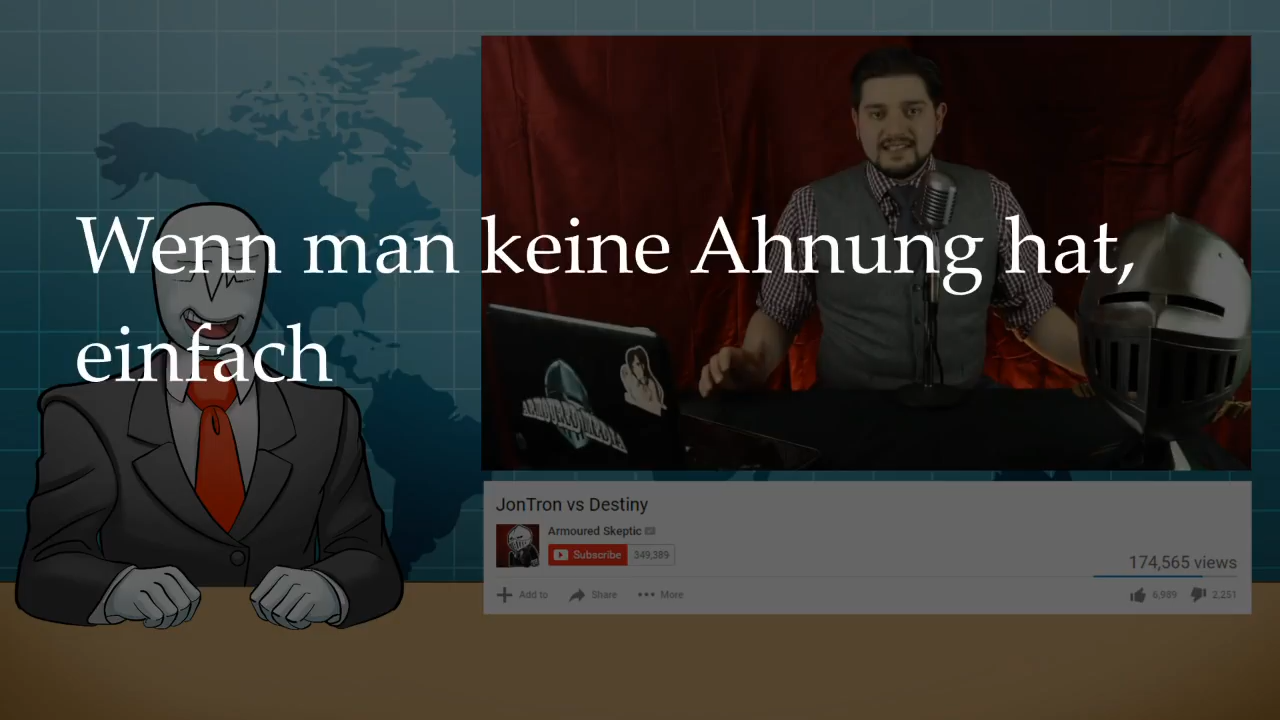 Wenn man keine Ahnung hat,
einfach
JonTron vs Destiny
Armoured Skeptic
Subscribe 349,389
174,565 views
Add to Share More 6,989 2,251